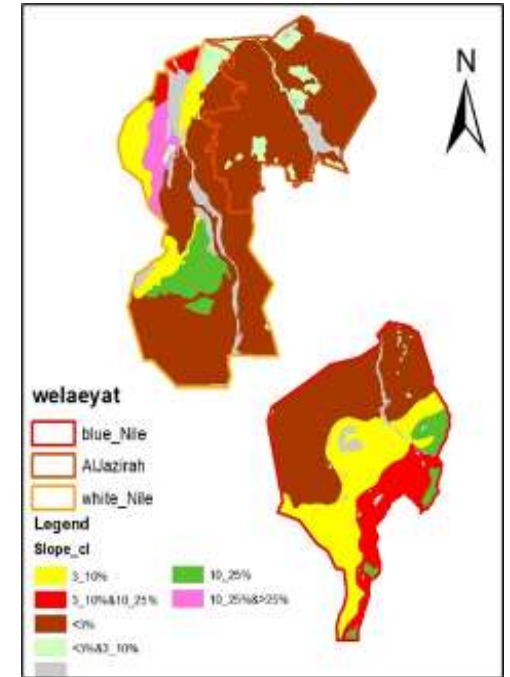 N
welaeyat
blue_Nile
AlJazirah
white_Nile
Legend
Slope_cl
3_10%
10_25%
3_10%&10_25%
10_25%&>25%
<3%
<3%&3_10%